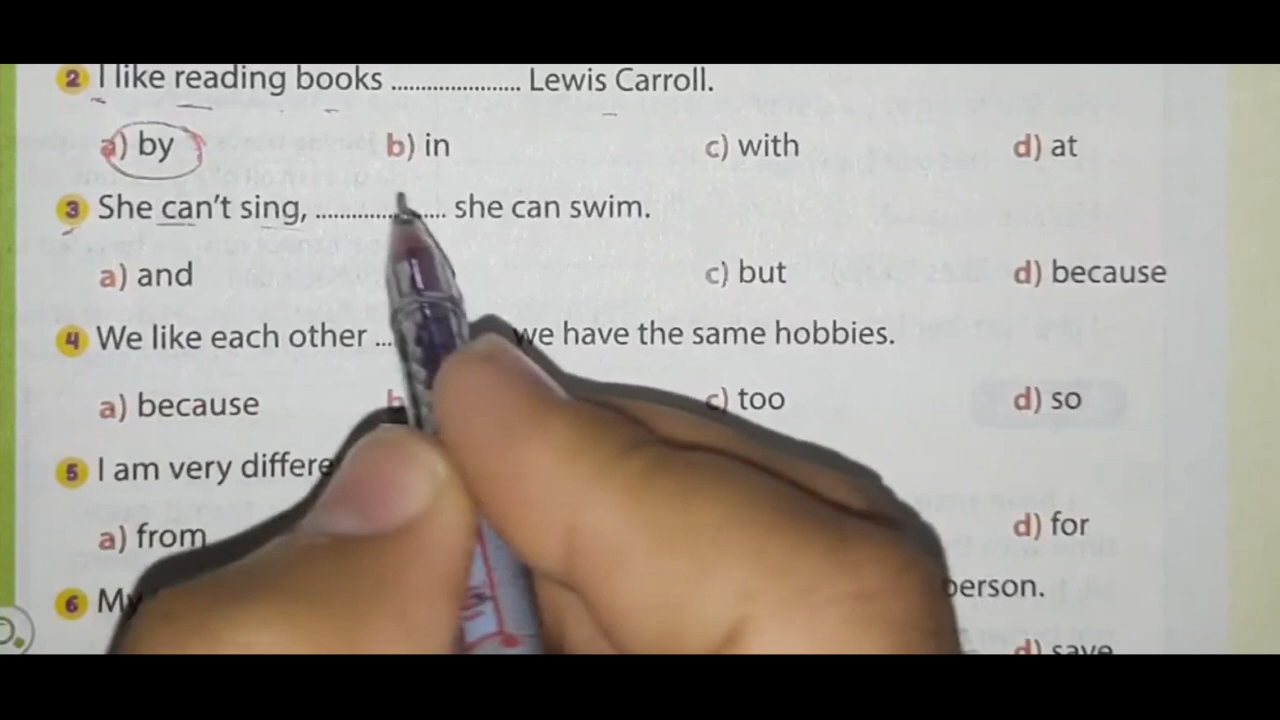 2 I like reading books ...................... Lewis Carroll.
a) by b) in c) with d) at
3 She can't sing, ...................... she can swim.
a) and c) but d) because
4 We like each other ... we have the same hobbies.
a) because c) too d) so
5 I am very
a) from d) for
6 My person.
d) save